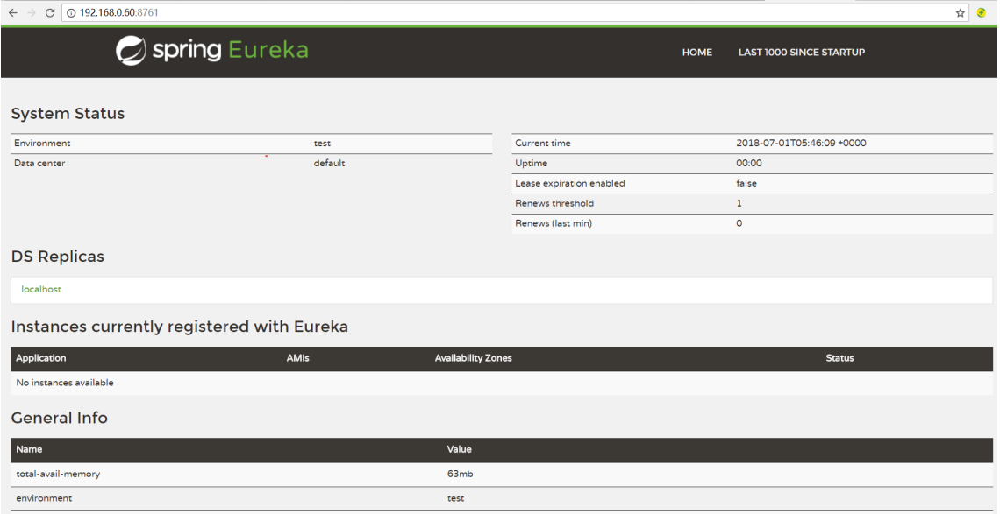 192.168.0.60:8761
spring Eureka
HOME LAST 1000 SINCE STARTUP
System Status
Environment test
Data center default
Current time 2018-07-01T05:46:09 +0000
Uptime 00:00
Lease expiration enabled false
Renews threshold 1
Renews (last min) 0
DS Replicas
localhost
Instances currently registered with Eureka
Application AMIs Availability Zones Status
No instances available
General Info
Name Value
total-avail-memory 63mb
environment test